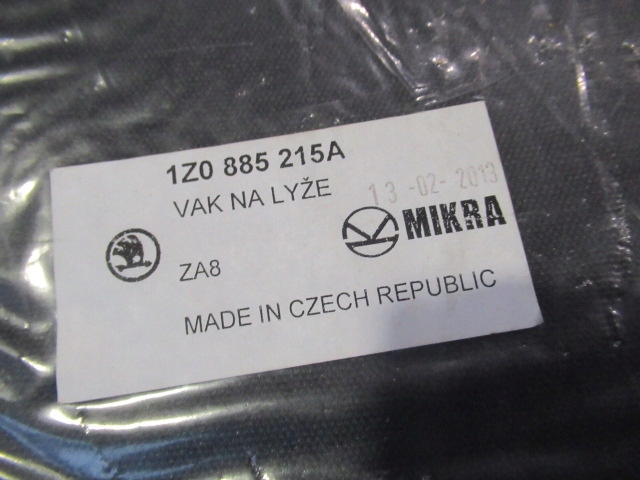 1Z0 885 215A
VAK NA LYŽE
13 -02- 2013
MIKRA
ZA8
MADE IN CZECH REPUBLIC